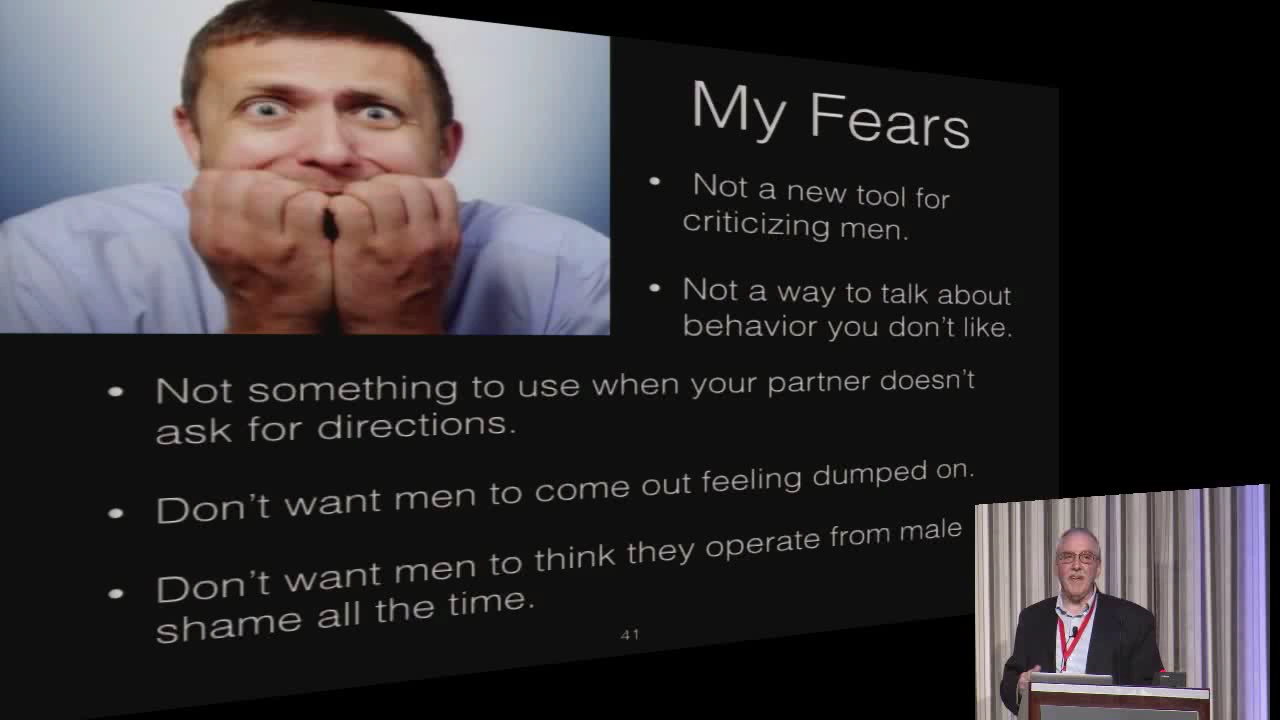 My Fears
• Not a new tool for
criticizing men.
• Not a way to talk about
behavior you don't like.
• Not something to use when your partner doesn't
ask for directions.
• Don't want men to come out feeling dumped on.
• Don't want men to think they operate from male
shame all the time.
41